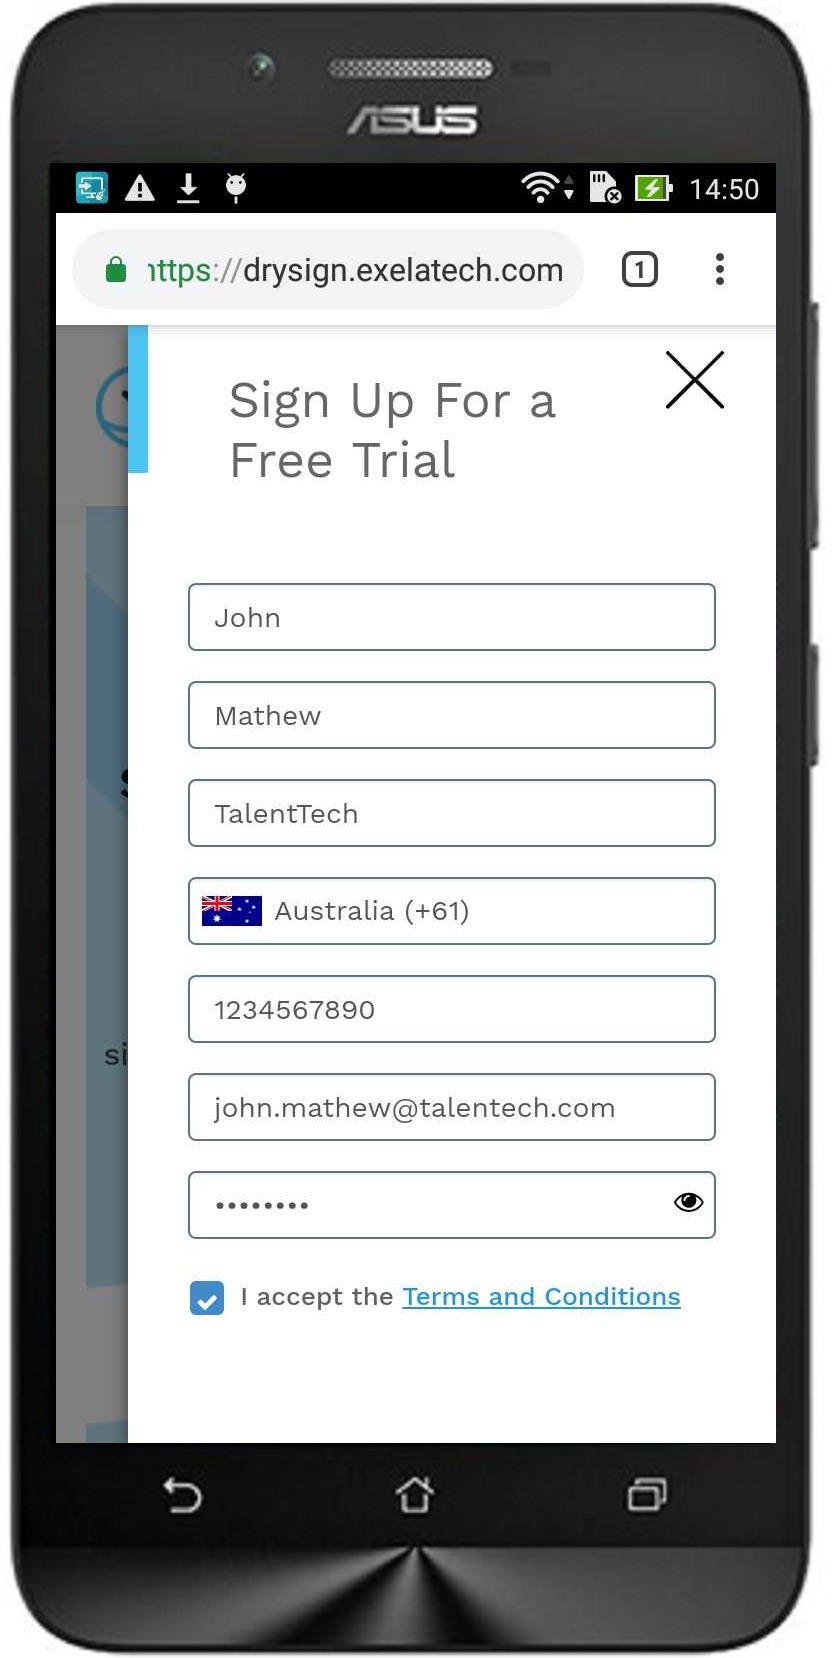 ASUS
14:50
https://drysign.exelatech.com
1
Sign Up For a
Free Trial
John
Mathew
TalentTech
Australia (+61)
si
1234567890
john.mathew@talentech.com
••••••••
I accept the Terms and Conditions